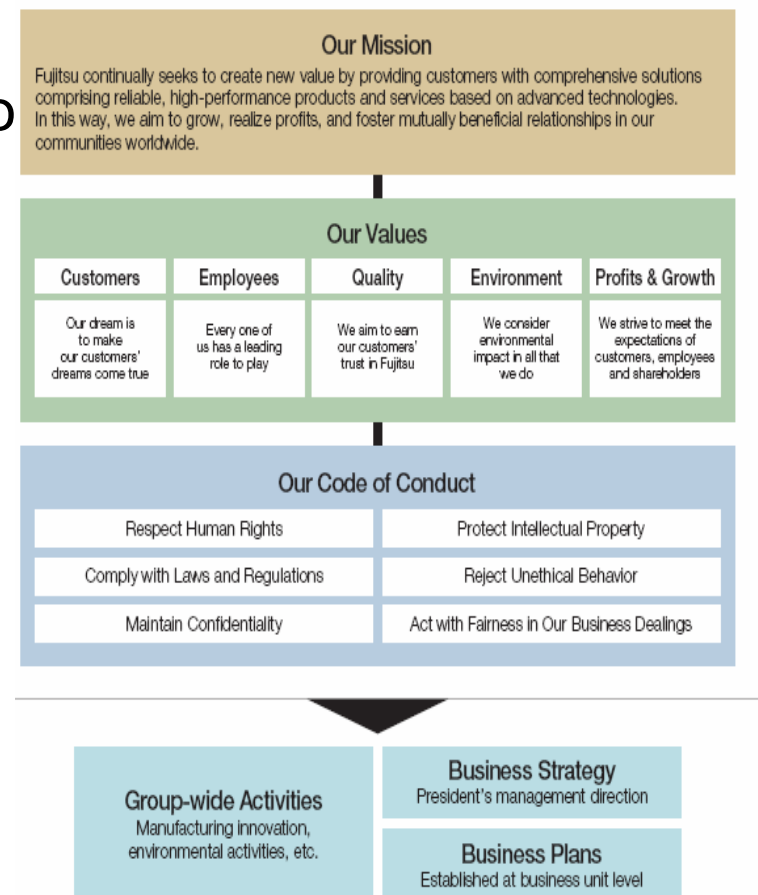 Our Mission
Fujitsu continually seeks to create new value by providing customers with comprehensive solutions
comprising reliable, high-performance products and services based on advanced technologies.
In this way, we aim to grow, realize profits, and foster mutually beneficial relationships in our
communities worldwide.
Our Values
Customers
Our dream is
to make
our customers'
dreams come true
Employees
Every one of
us has a leading
role to play
Quality
We aim to earn
our customers'
trust in Fujitsu
Environment
We consider
environmental
impact in all that
we do
Profits & Growth
We strive to meet the
expectations of
customers, employees
and shareholders
Our Code of Conduct
Respect Human Rights
Protect Intellectual Property
Comply with Laws and Regulations
Reject Unethical Behavior
Maintain Confidentiality
Act with Fairness in Our Business Dealings
Group-wide Activities
Manufacturing innovation,
environmental activities, etc.
Business Strategy
President's management direction
Business Plans
Established at business unit level